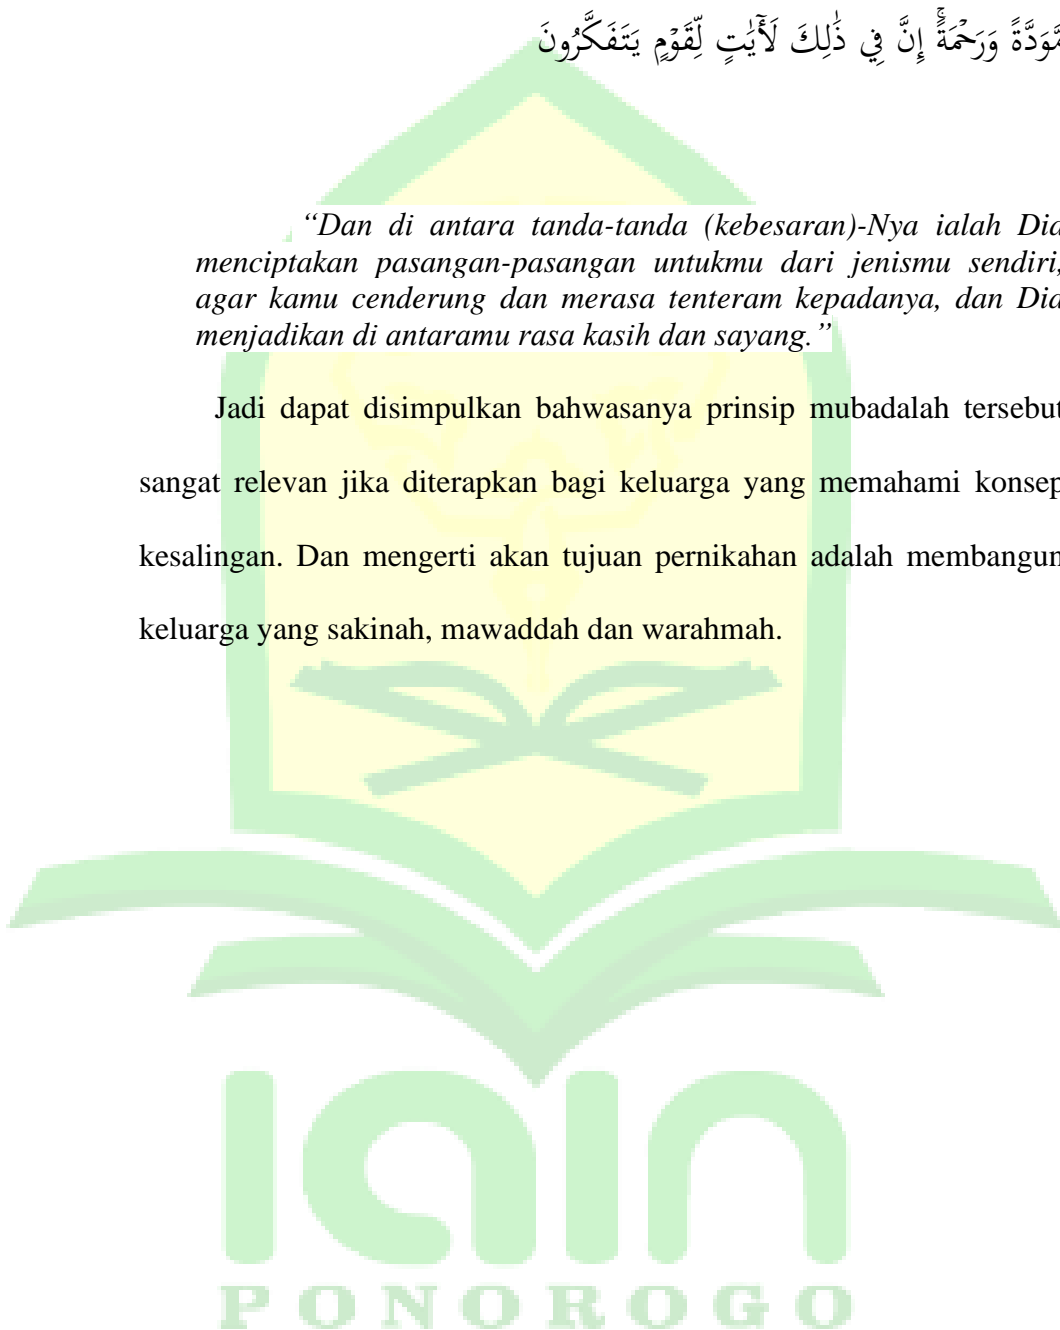 مَّوَدَّةً وَرَحْمَةًۚ إِنَّ فِي ذَٰلِكَ لَأٓيَٰتٍ لِّقَوْمٍ يَتَفَكَّرُونَ
“Dan di antara tanda-tanda (kebesaran)-Nya ialah Dia
menciptakan pasangan-pasangan untukmu dari jenismu sendiri,
agar kamu cenderung dan merasa tenteram kepadanya, dan Dia
menjadikan di antaramu rasa kasih dan sayang.”
Jadi dapat disimpulkan bahwasanya prinsip mubadalah tersebut
sangat relevan jika diterapkan bagi keluarga yang memahami konsep
kesalingan. Dan mengerti akan tujuan pernikahan adalah membangun
keluarga yang sakinah, mawaddah dan warahmah.
iain
PONOROGO